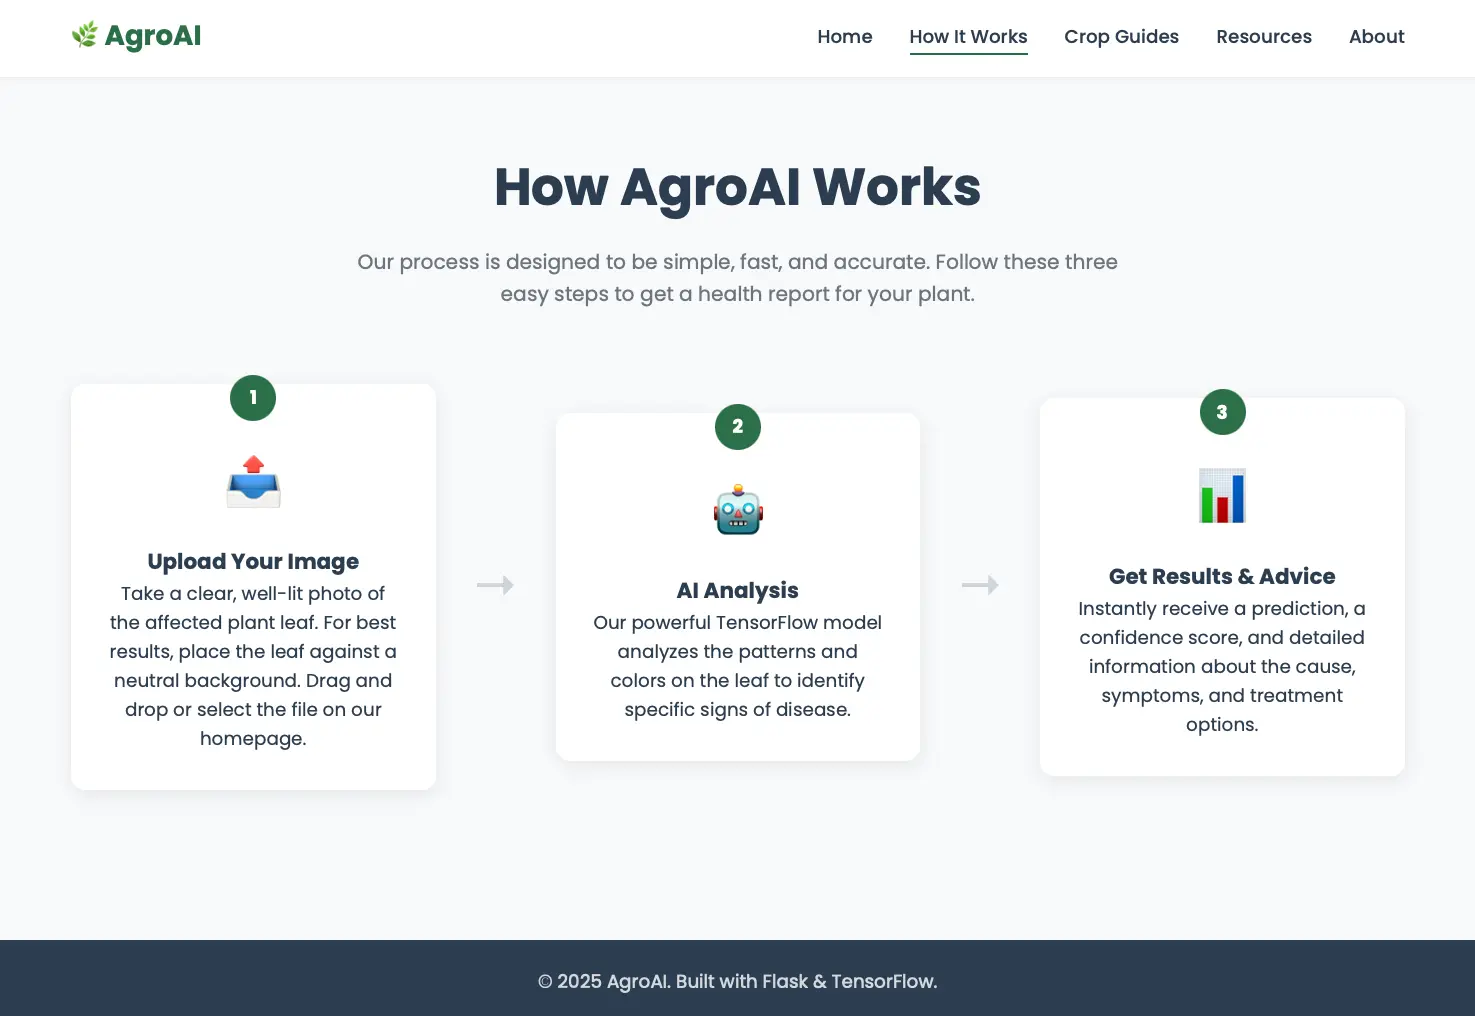 AgroAI
Home
How It Works
Crop Guides
Resources
About
How AgroAI Works
Our process is designed to be simple, fast, and accurate. Follow these three
easy steps to get a health report for your plant.
1
Upload Your Image
Take a clear, well-lit photo of
the affected plant leaf. For best
results, place the leaf against a
neutral background. Drag and
drop or select the file on our
homepage.
2
AI Analysis
Our powerful TensorFlow model
analyzes the patterns and
colors on the leaf to identify
specific signs of disease.
3
Get Results & Advice
Instantly receive a prediction, a
confidence score, and detailed
information about the cause,
symptoms, and treatment
options.
© 2025 AgroAI. Built with Flask & TensorFlow.